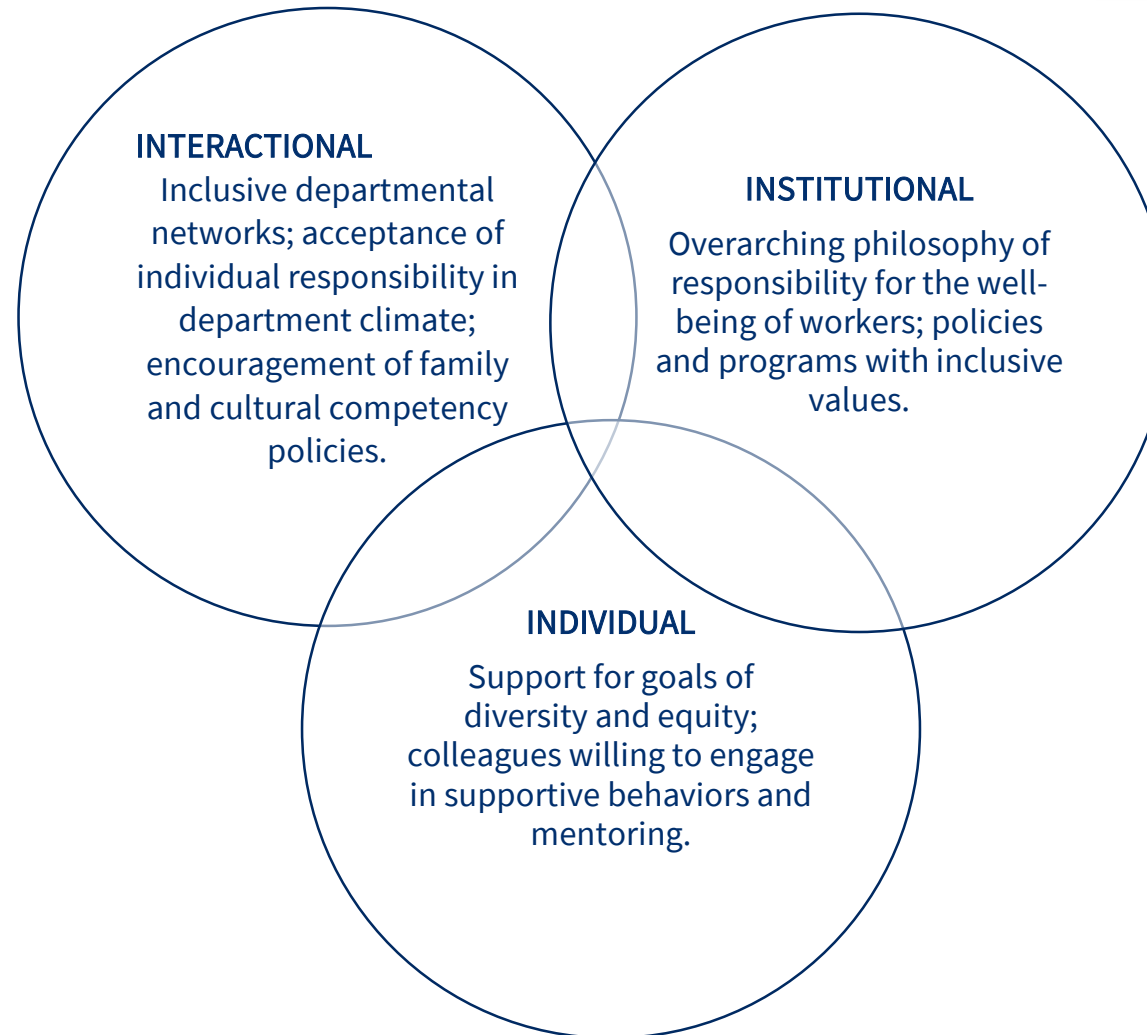 INTERACTIONAL
Inclusive departmental
networks; acceptance of
individual responsibility in
department climate;
encouragement of family
and cultural competency
policies.
INSTITUTIONAL
Overarching philosophy of
responsibility for the well-
being of workers; policies
and programs with inclusive
values.
INDIVIDUAL
Support for goals of
diversity and equity;
colleagues willing to engage
in supportive behaviors and
mentoring.